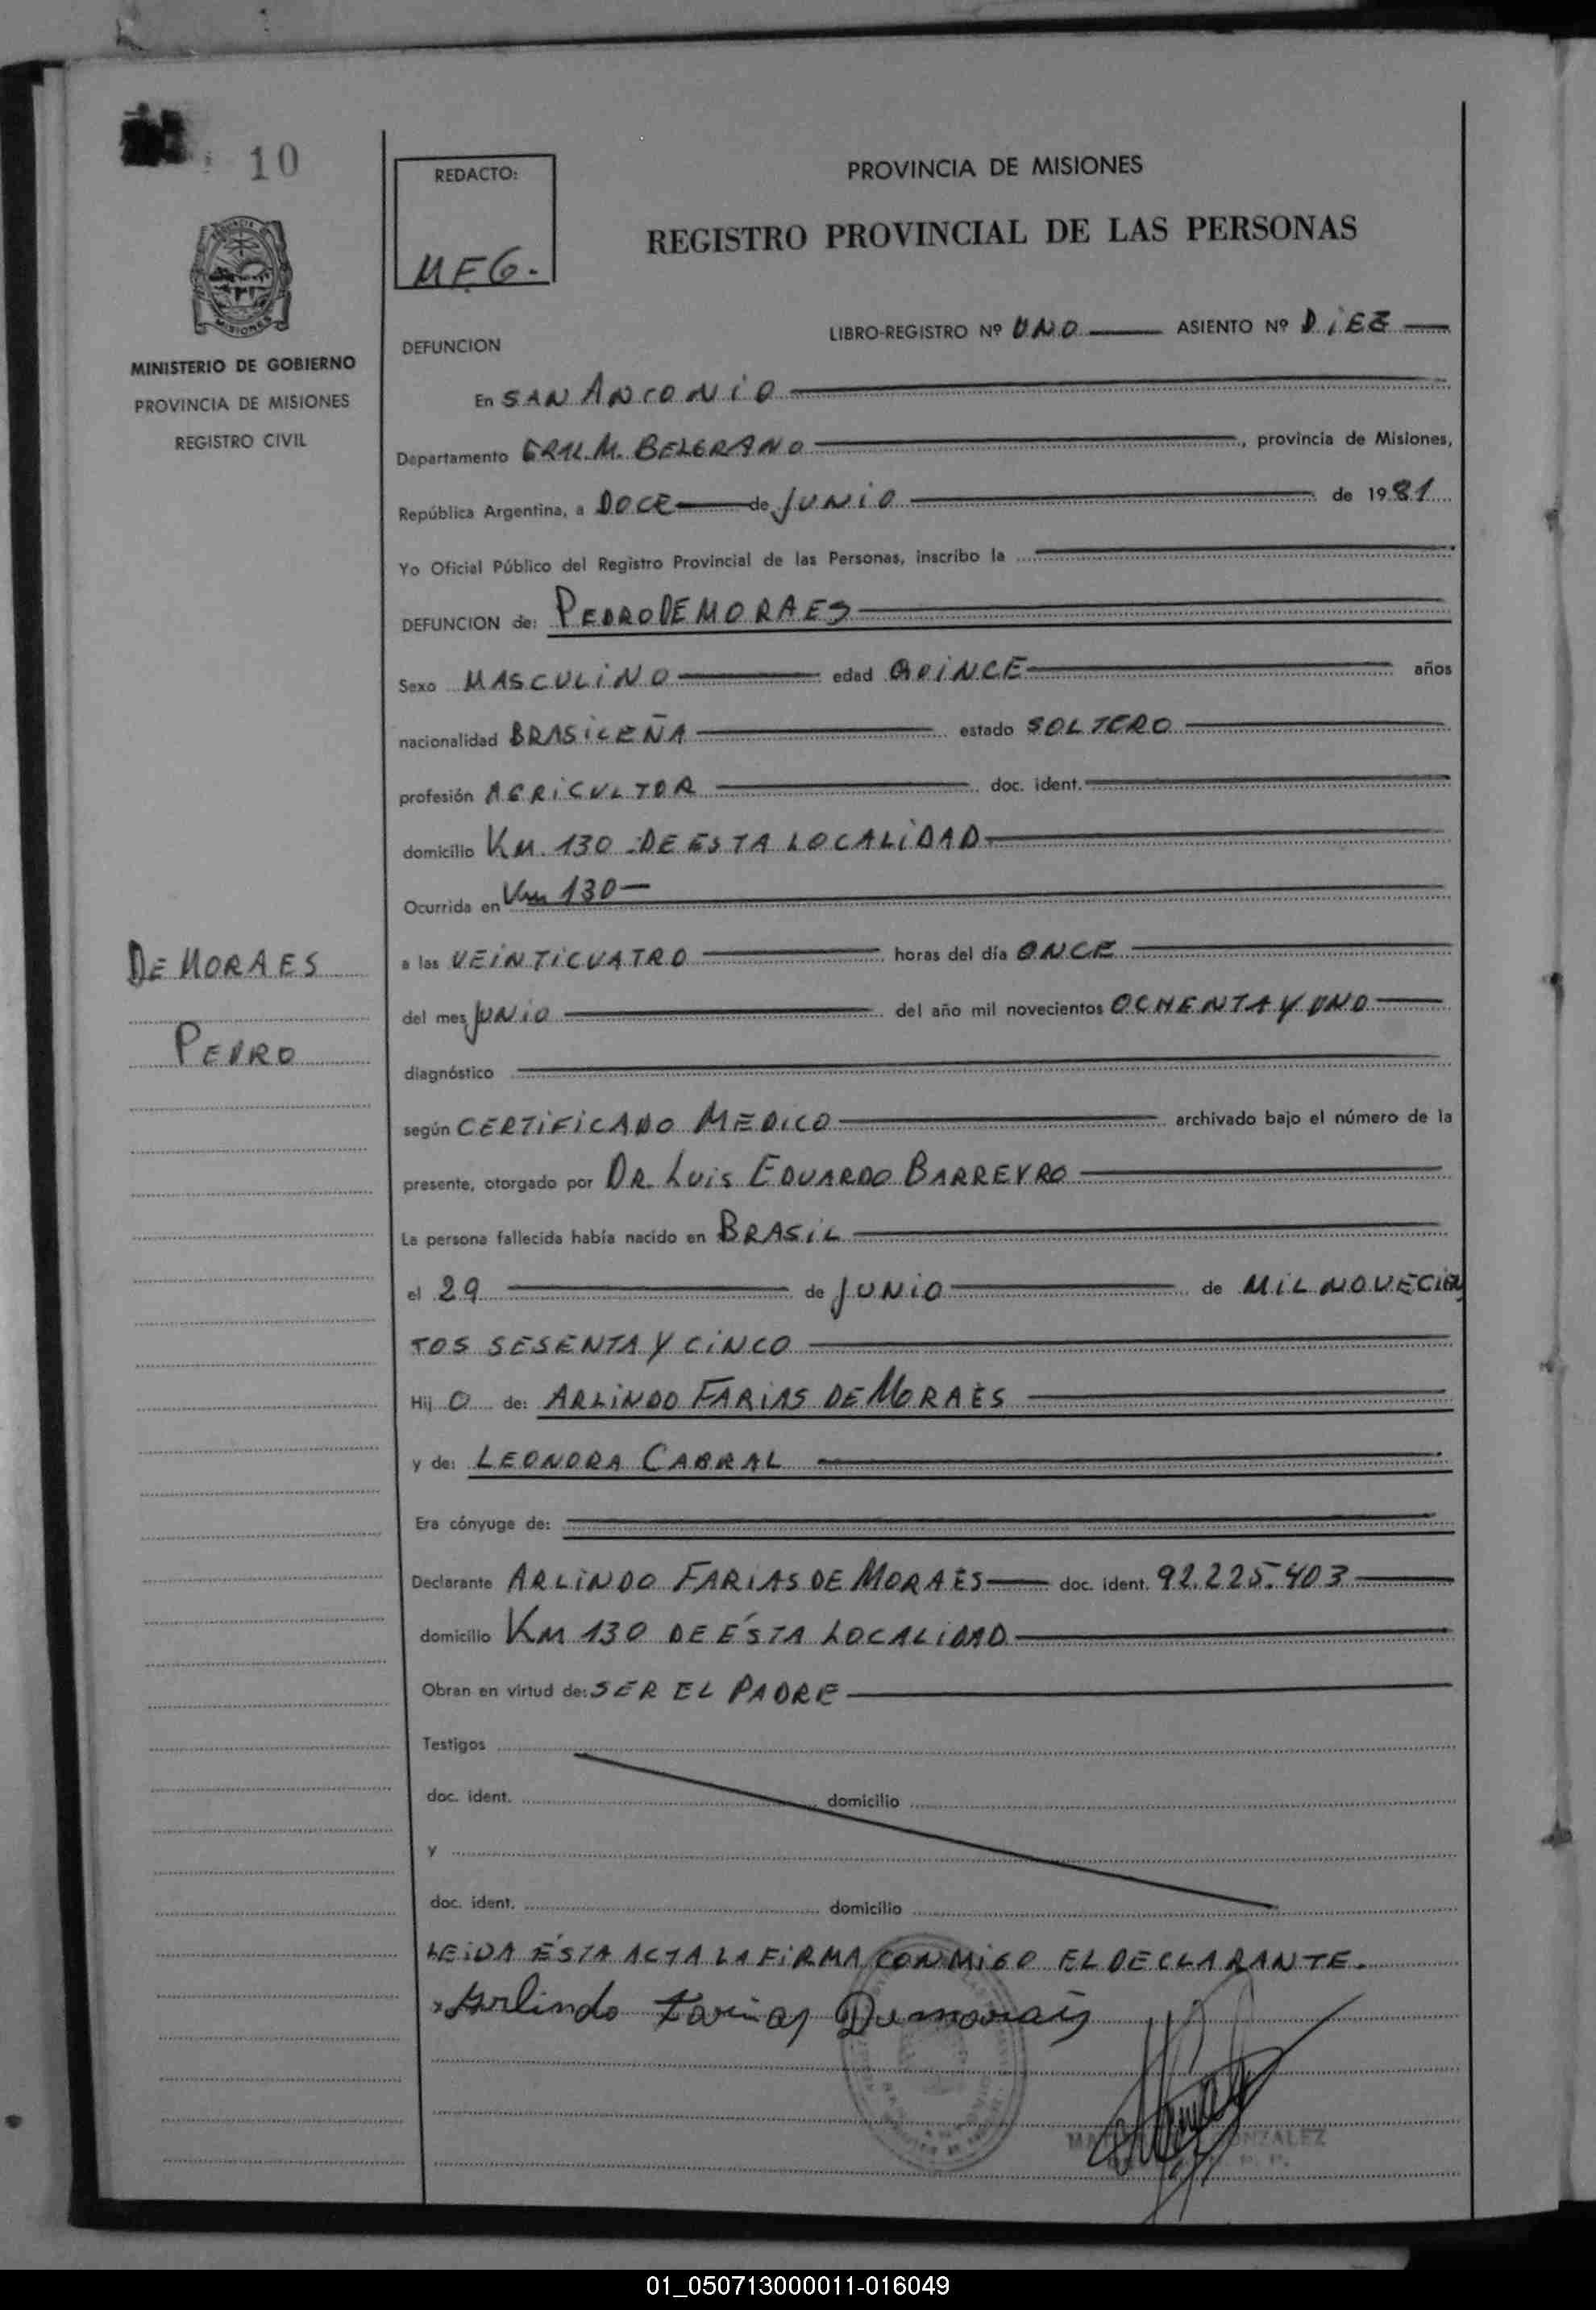 10
REDACTO:
M.E.G.
PROVINCIA DE MISIONES
REGISTRO PROVINCIAL DE LAS PERSONAS
MISIONES
MINISTERIO DE GOBIERNO
PROVINCIA DE MISIONES
REGISTRO CIVIL
DEFUNCION
LIBRO-REGISTRO Nº UNO ASIENTO Nº DiEZ
En SAN ANTONiO
Departamento GRAL. M. BELGRANO, provincia de Misiones,
República Argentina, a DOCE de JUNiO de 1981
Yo Oficial Público del Registro Provincial de las Personas, inscribo la
DEFUNCION de: PEDRO DE MORAES
Sexo MASCULiNO edad QUiNCE años
nacionalidad BRASiLEÑA estado SOLTERO
profesión AGRiCULTOR doc. ident.
domicilio KM. 130 - DE ESTA LOCALiDAD
Ocurrida en Km 130
DE MORAES
PEDRO
a las VEiNTiCUATRO horas del día ONCE
del mes JUNiO del año mil novecientos OCHENTA Y UNO
diagnóstico
según CERTiFiCADO MEDiCO archivado bajo el número de la
presente, otorgado por DR. LUiS EDUARDO BARREYRO
La persona fallecida había nacido en BRASiL
el 29 de JUNiO de MiL NOVECiEN
TOS SESENTA Y CiNCO
Hij O de: ARLiNDO FARiAS DE MORAES
y de: LEONORA CABRAL
Era cónyuge de:
Declarante ARLiNDO FARiAS DE MORAES doc. ident. 92.225.403
domicilio KM 130 DE ÉSTA LOCALiDAD
Obran en virtud de: SER EL PADRE
Testigos
doc. ident. domicilio
y
doc. ident. domicilio
LEiDA ÉSTA ACTA LA FiRMA CONMiGO EL DECLARANTE.
Arlindo Farias Demorais
GONZALEZ
01_050713000011-016049